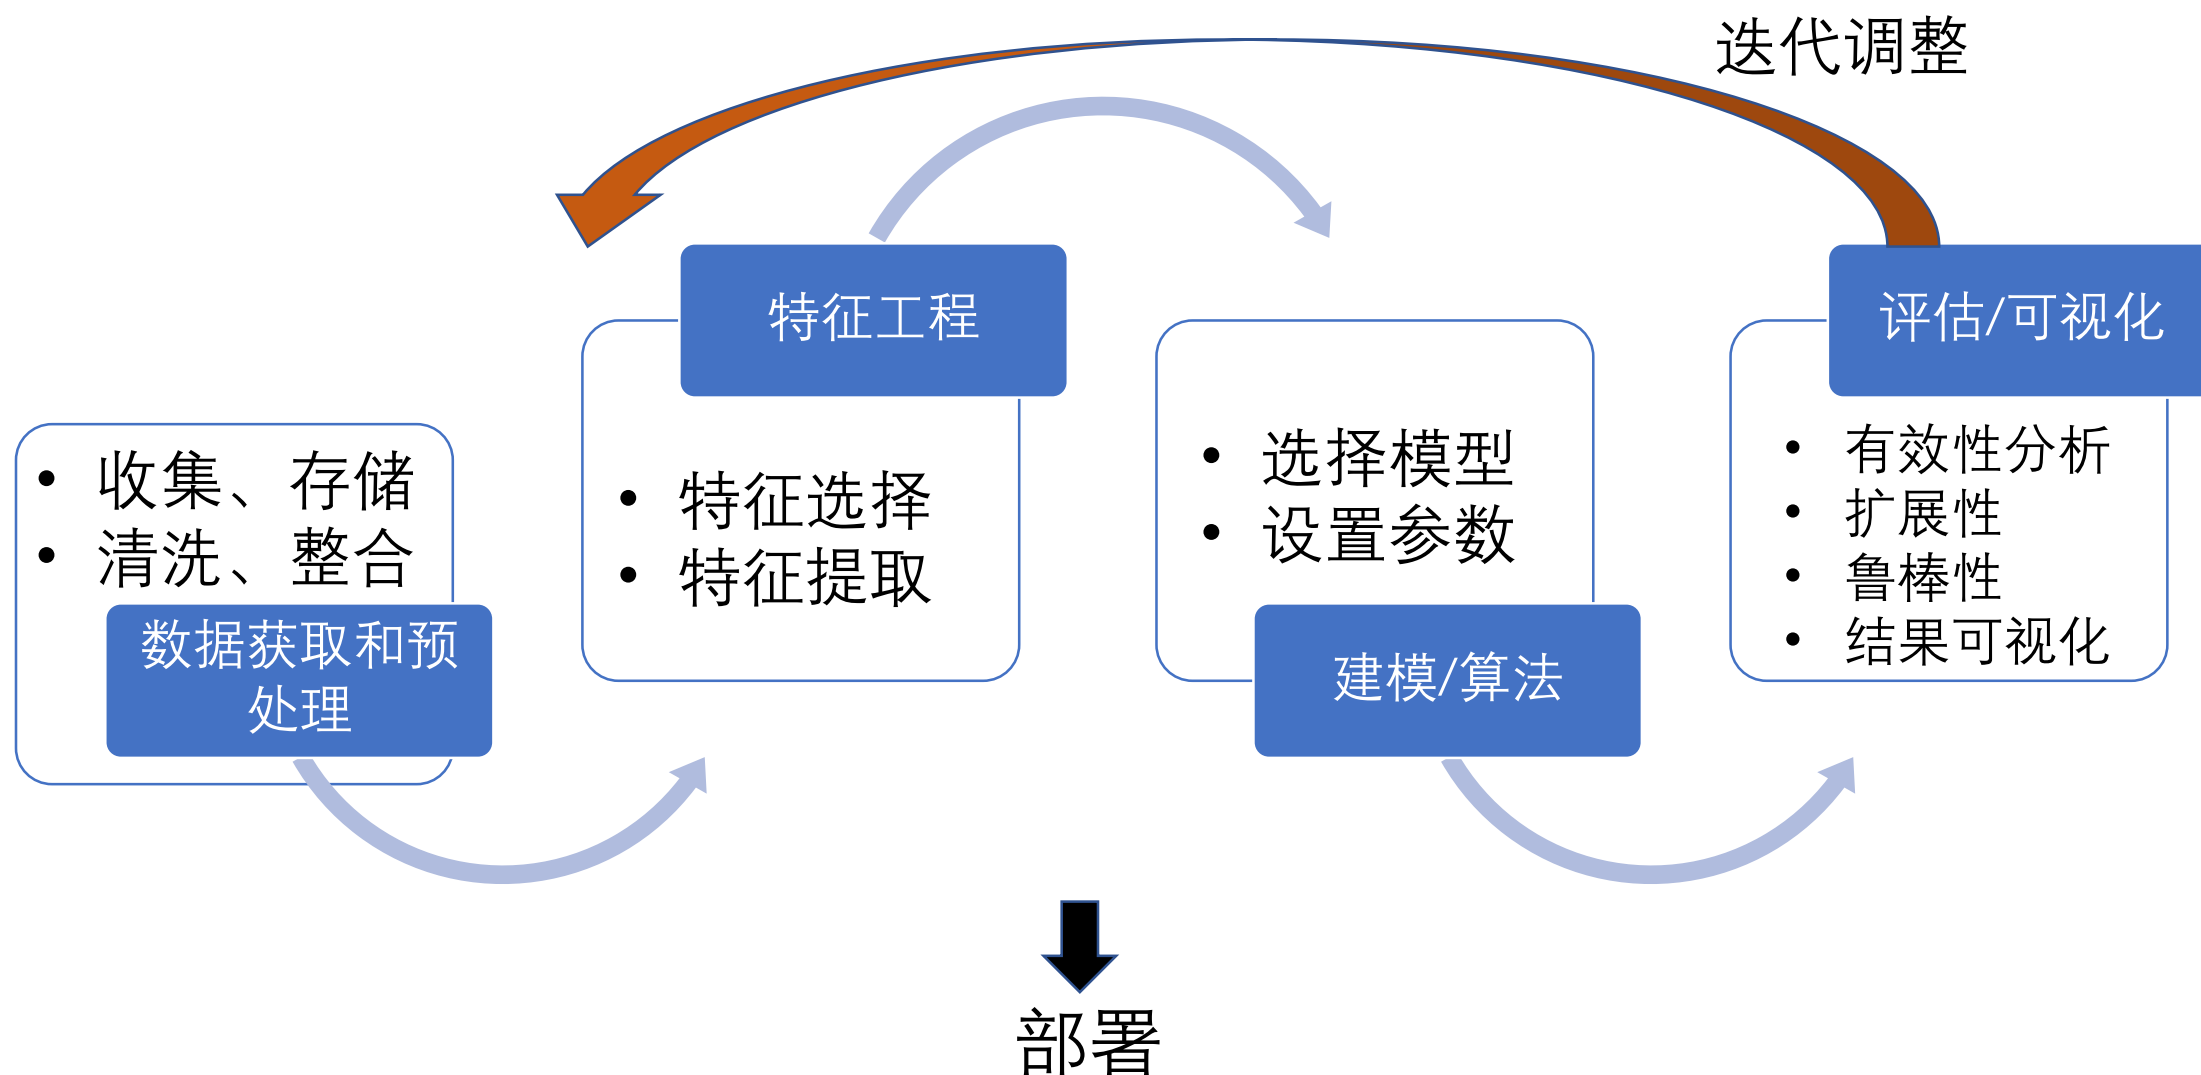 迭代调整
收集、存储
清洗、整合
数据获取和预
处理
特征工程
特征选择
特征提取
选择模型
设置参数
建模/算法
评估/可视化
有效性分析
扩展性
鲁棒性
结果可视化
部署